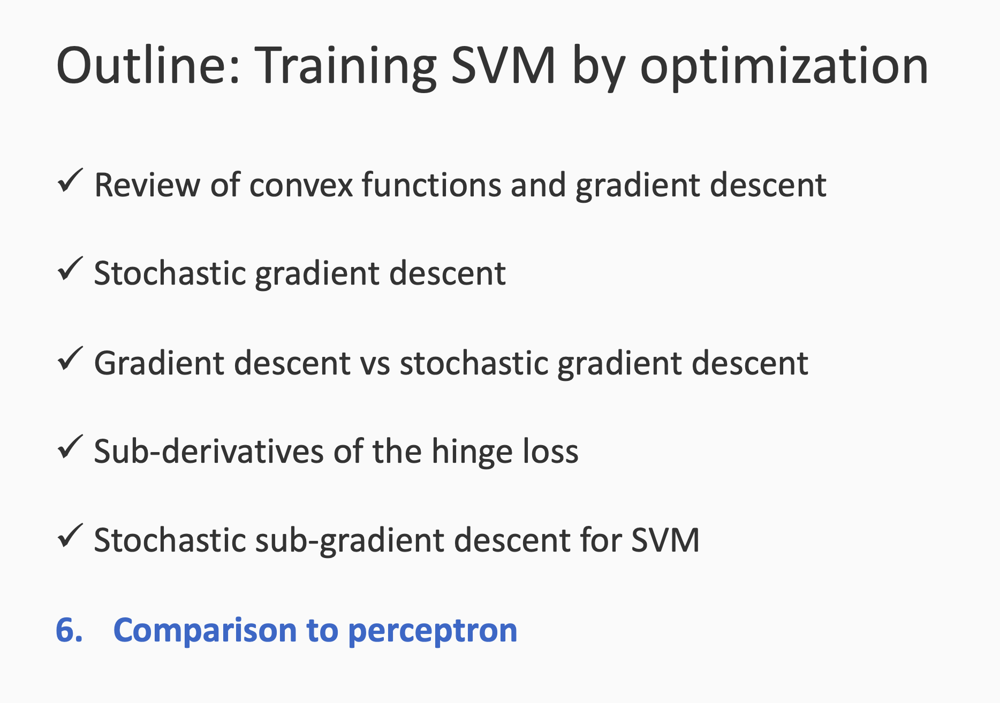 Outline: Training SVM by optimization
✓ Review of convex functions and gradient descent
✓ Stochastic gradient descent
✓ Gradient descent vs stochastic gradient descent
✓ Sub-derivatives of the hinge loss
✓ Stochastic sub-gradient descent for SVM
6. Comparison to perceptron